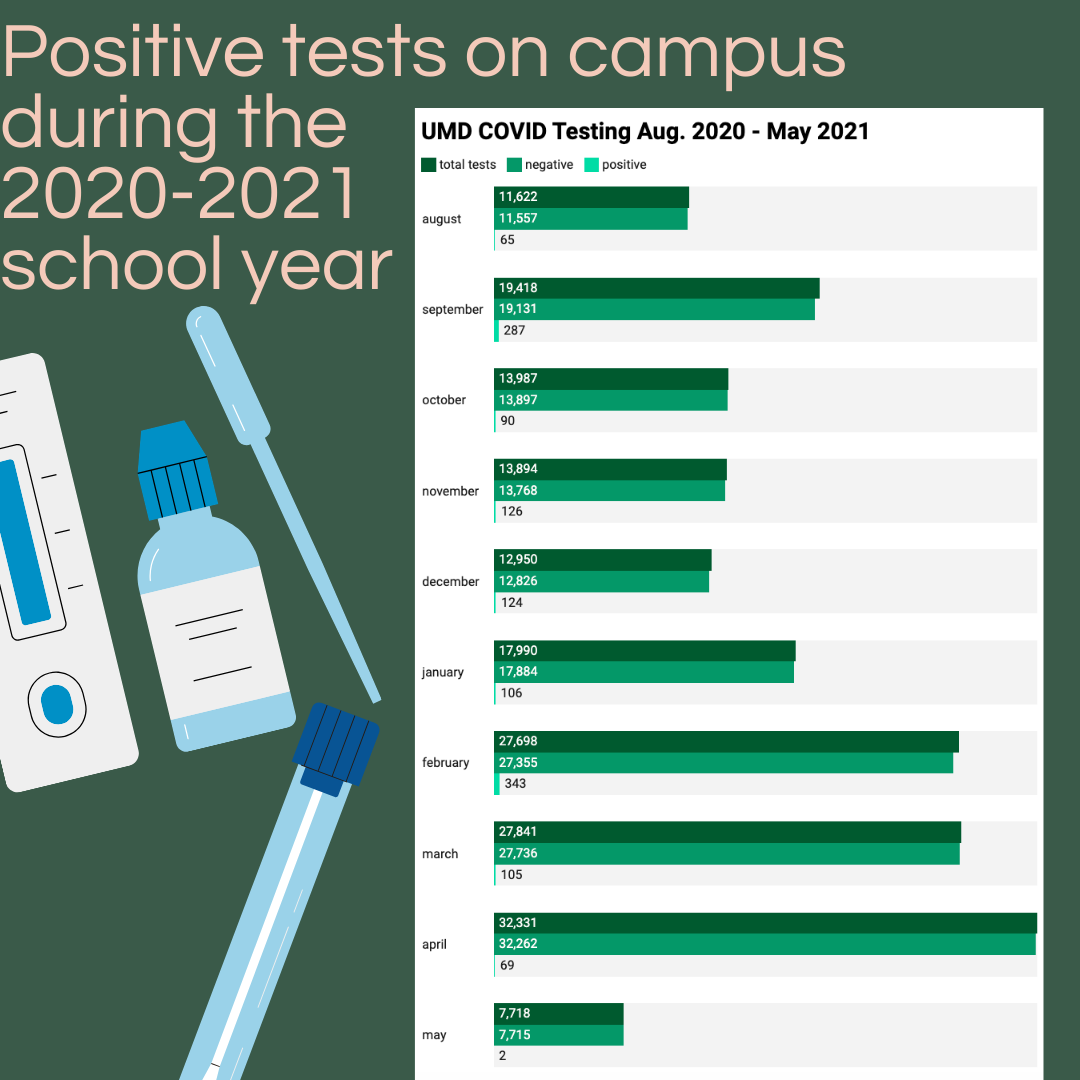 Positive tests on campus
during the
2020-2021
school year
UMD COVID Testing Aug. 2020 - May 2021
total tests negative positive
august
11,622
11,557
65
september
19,418
19,131
287
october
13,987
13,897
90
november
13,894
13,768
126
december
12,950
12,826
124
january
17,990
17,884
106
february
27,698
27,355
343
march
27,841
27,736
105
april
32,331
32,262
69
may
7,718
7,715
2